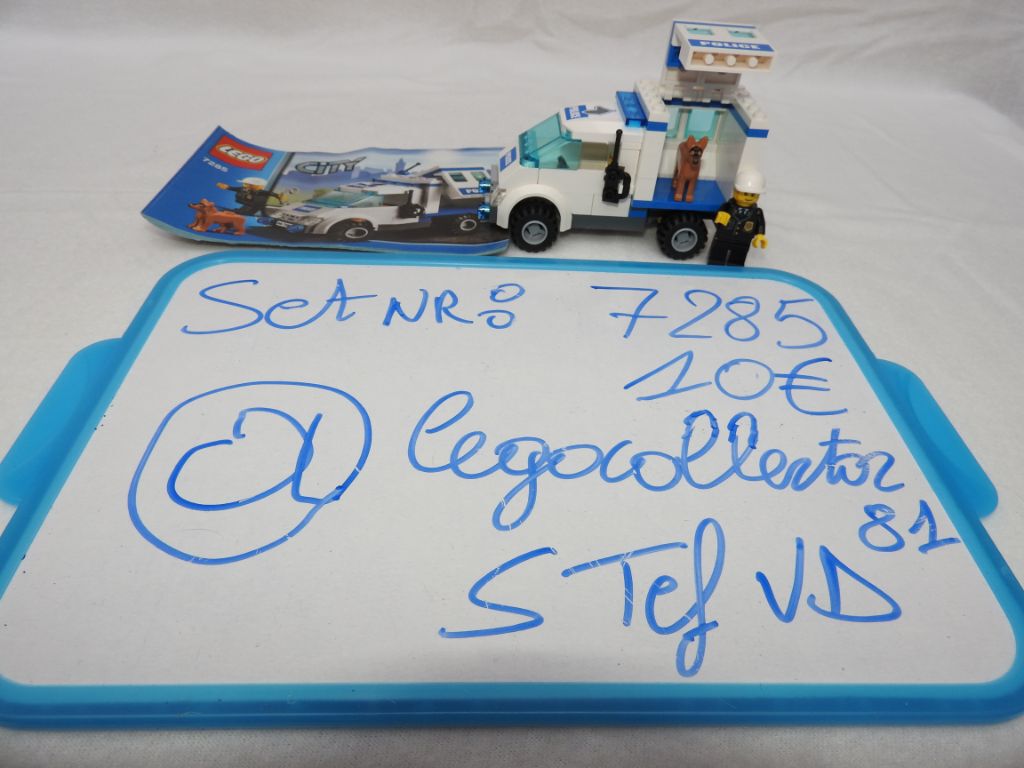 POLICE
LEGO
7285
CITY
Set NR: 7285
10€
@ legocollector
81
STef VD